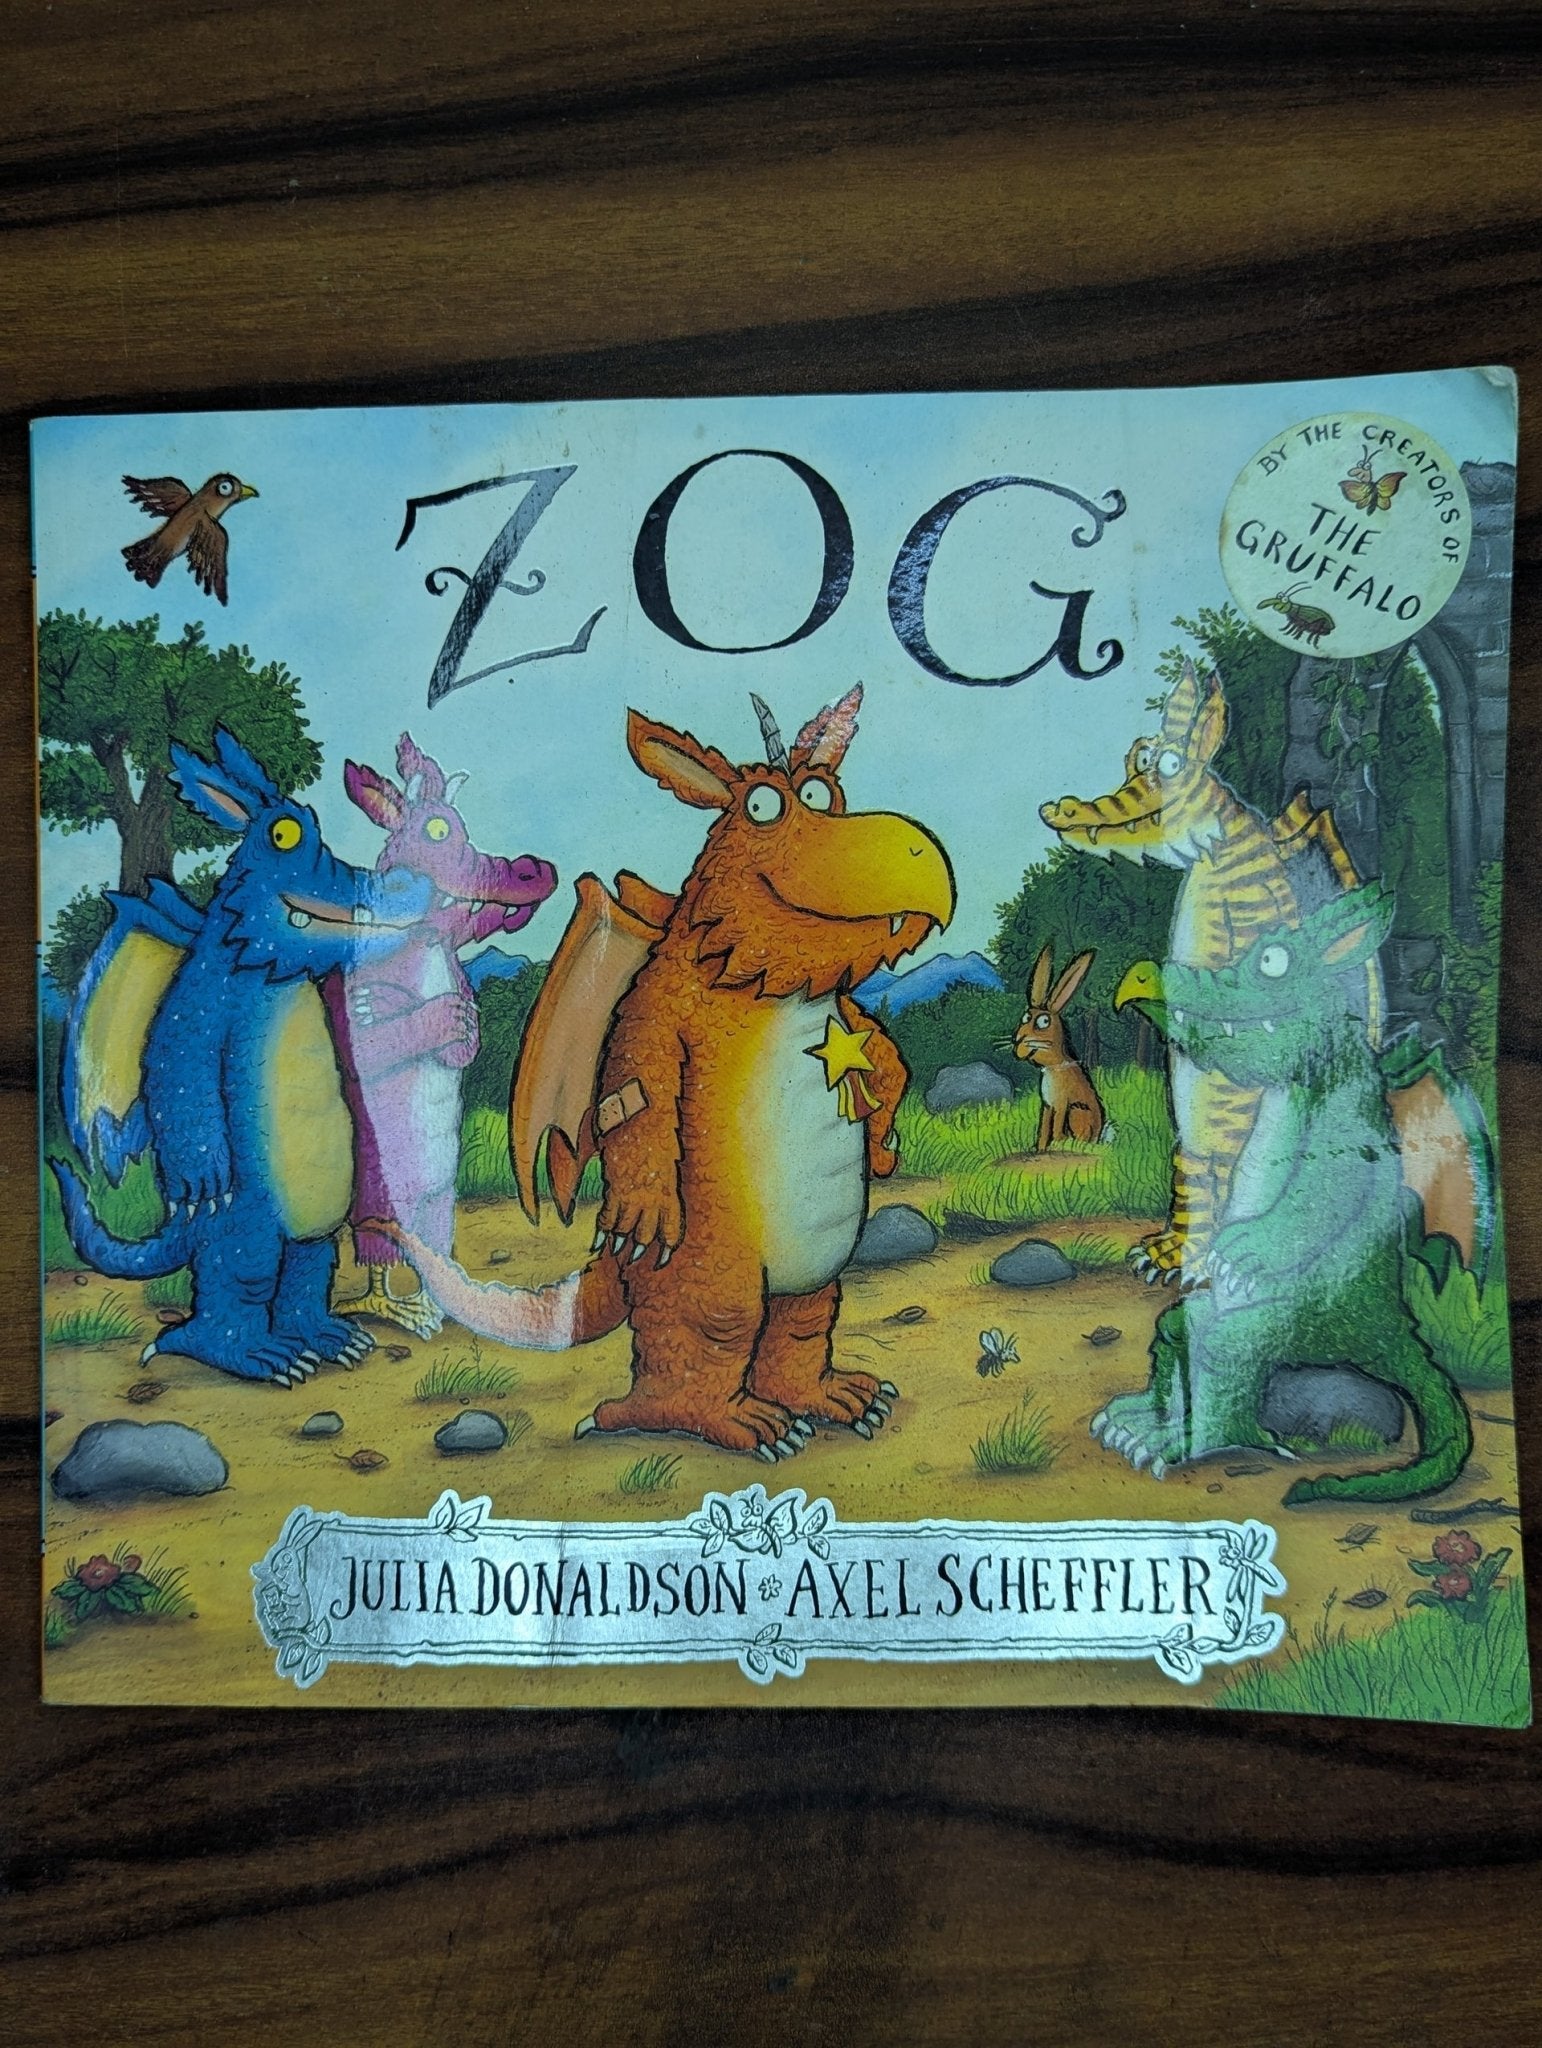 ZOG
BY THE CREATORS OF
THE
GRUFFALO
JULIA DONALDSON AXEL SCHEFFLER